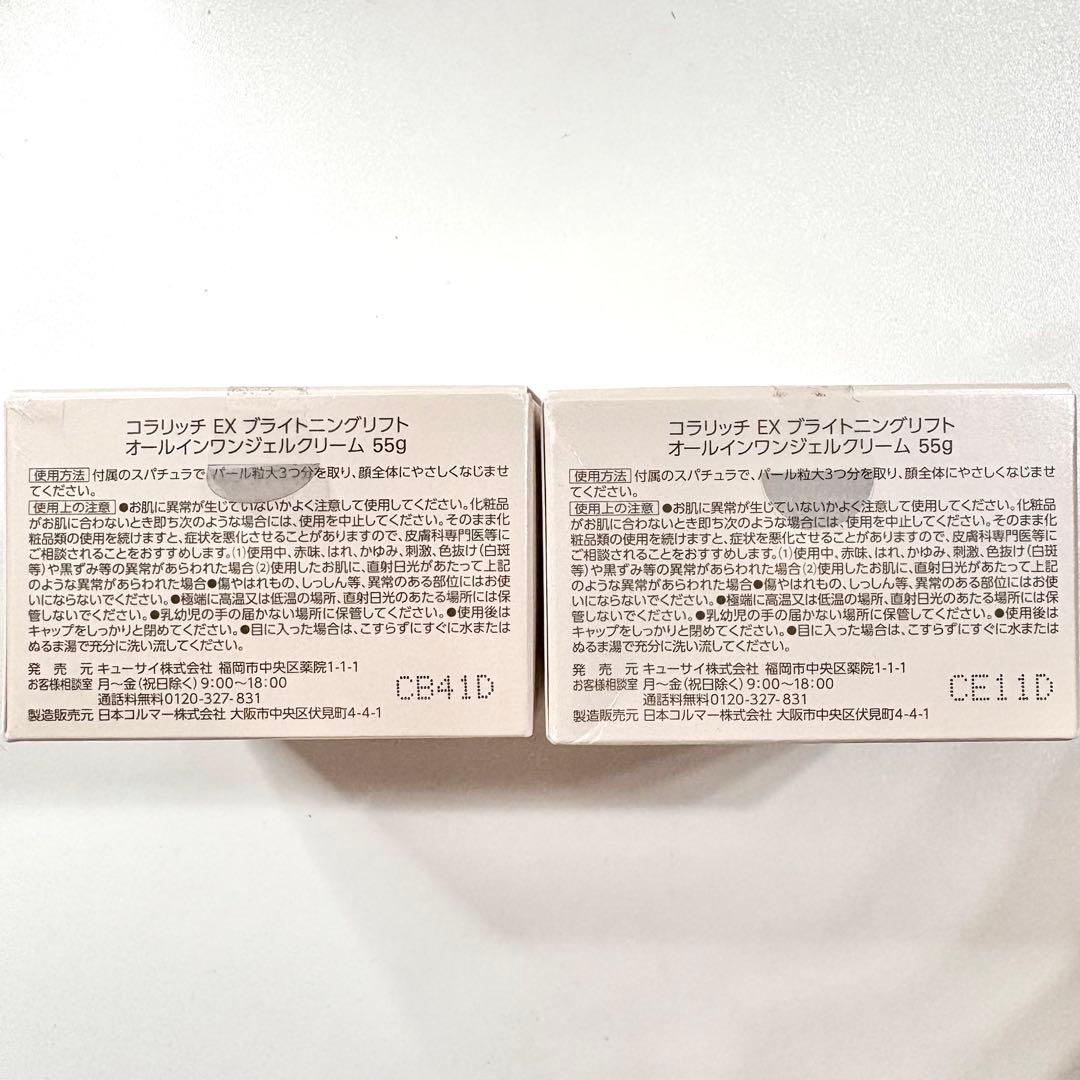 コラリッチ EX ブライトニングリフト
オールインワンジェルクリーム 55g
使用方法 付属のスパチュラで、パール粒大3つ分を取り、顔全体にやさしくなじませ
てください。
使用上の注意 ●お肌に異常が生じていないかよく注意して使用してください。化粧品
がお肌に合わないとき即ち次のような場合には、使用を中止してください。そのまま化
粧品類の使用を続けますと、症状を悪化させることがありますので、皮膚科専門医等に
ご相談されることをおすすめします。(1)使用中、赤味、はれ、かゆみ、刺激、色抜け(白斑
等)や黒ずみ等の異常があらわれた場合(2)使用したお肌に、直射日光があたって上記
のような異常があらわれた場合●傷やはれもの、しっしん等、異常のある部位にはお使
いにならないでください。●極端に高温又は低温の場所、直射日光のあたる場所には保
管しないでください。●乳幼児の手の届かない場所に保管してください。●使用後は
キャップをしっかりと閉めてください。●目に入った場合は、こすらずにすぐに水または
ぬるま湯で充分に洗い流してください。
発売元 キューサイ株式会社 福岡市中央区薬院1-1-1
お客様相談室 月〜金(祝日除く)9:00〜18:00
通話料無料0120-327-831
製造販売元 日本コルマー株式会社 大阪市中央区伏見町4-4-1
CB41D
コラリッチ EX ブライトニングリフト
オールインワンジェルクリーム 55g
使用方法 付属のスパチュラで、パール粒大3つ分を取り、顔全体にやさしくなじませ
てください。
使用上の注意 ●お肌に異常が生じていないかよく注意して使用してください。化粧品
がお肌に合わないとき即ち次のような場合には、使用を中止してください。そのまま化
粧品類の使用を続けますと、症状を悪化させることがありますので、皮膚科専門医等に
ご相談されることをおすすめします。(1)使用中、赤味、はれ、かゆみ、刺激、色抜け(白斑
等)や黒ずみ等の異常があらわれた場合(2)使用したお肌に、直射日光があたって上記
のような異常があらわれた場合●傷やはれもの、しっしん等、異常のある部位にはお使
いにならないでください。●極端に高温又は低温の場所、直射日光のあたる場所には保
管しないでください。●乳幼児の手の届かない場所に保管してください。●使用後は
キャップをしっかりと閉めてください。●目に入った場合は、こすらずにすぐに水または
ぬるま湯で充分に洗い流してください。
発売元 キューサイ株式会社 福岡市中央区薬院1-1-1
お客様相談室 月〜金(祝日除く)9:00〜18:00
通話料無料0120-327-831
製造販売元 日本コルマー株式会社 大阪市中央区伏見町4-4-1
CE11D